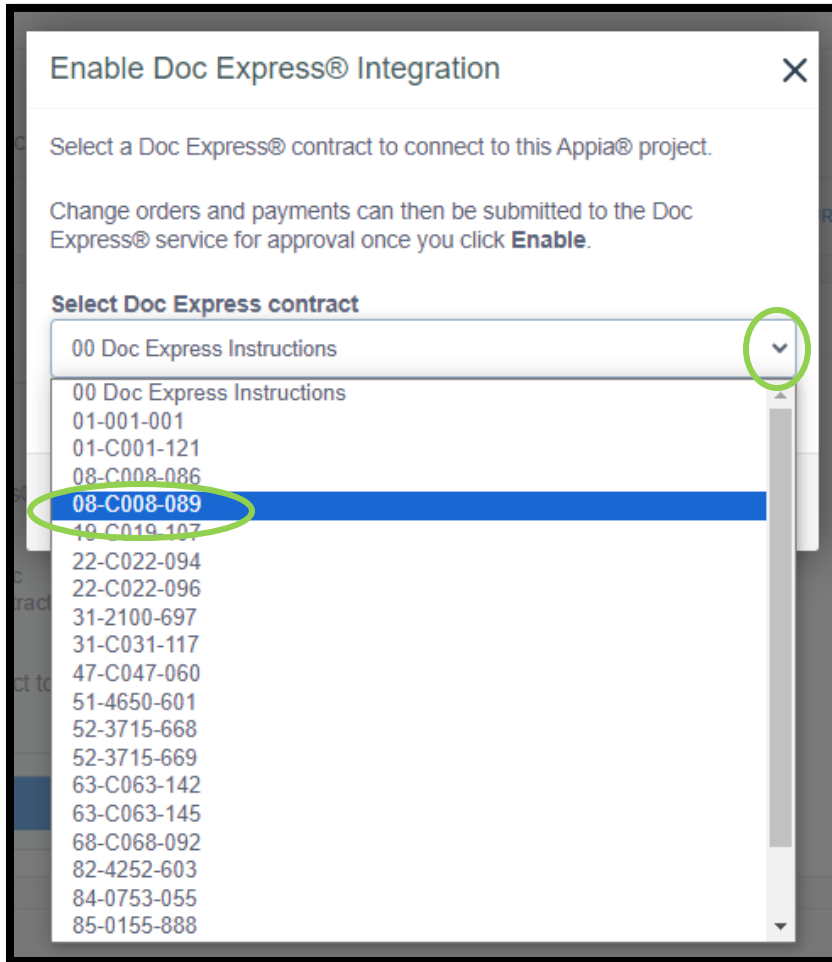 Enable Doc Express® Integration
Select a Doc Express® contract to connect to this Appia® project.
Change orders and payments can then be submitted to the Doc
Express® service for approval once you click Enable.
Select Doc Express contract
00 Doc Express Instructions
00 Doc Express Instructions
01-001-001
01-C001-121
08-C008-086
08-C008-089
19-C019-107
22-C022-094
22-C022-096
31-2100-697
31-C031-117
47-C047-060
51-4650-601
52-3715-668
52-3715-669
63-C063-142
63-C063-145
68-C068-092
82-4252-603
84-0753-055
85-0155-888